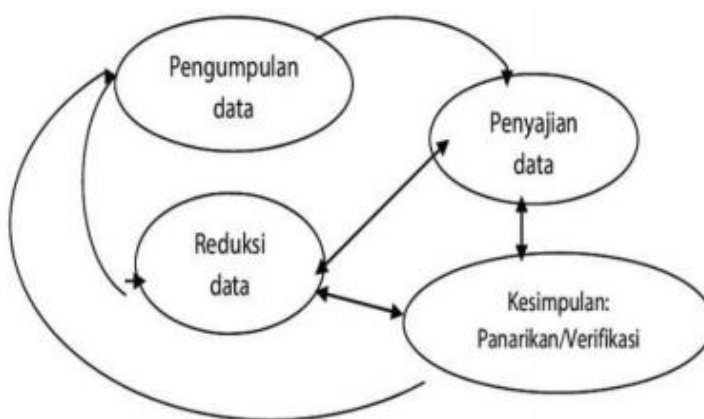 Pengumpulan
data
Penyajian
data
Reduksi
data
Kesimpulan:
Panarikan/Verifikasi